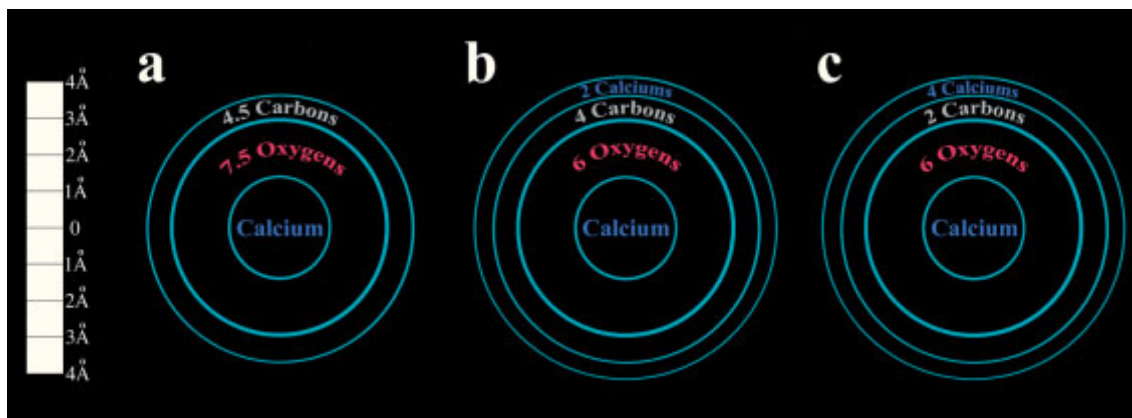 a
b
c
4Å
3Å
2Å
1Å
0
1Å
2Å
3Å
4Å
4.5 Carbons
7.5 Oxygens
Calcium
2 Calciums
4 Carbons
6 Oxygens
Calcium
4 Calciums
2 Carbons
6 Oxygens
Calcium